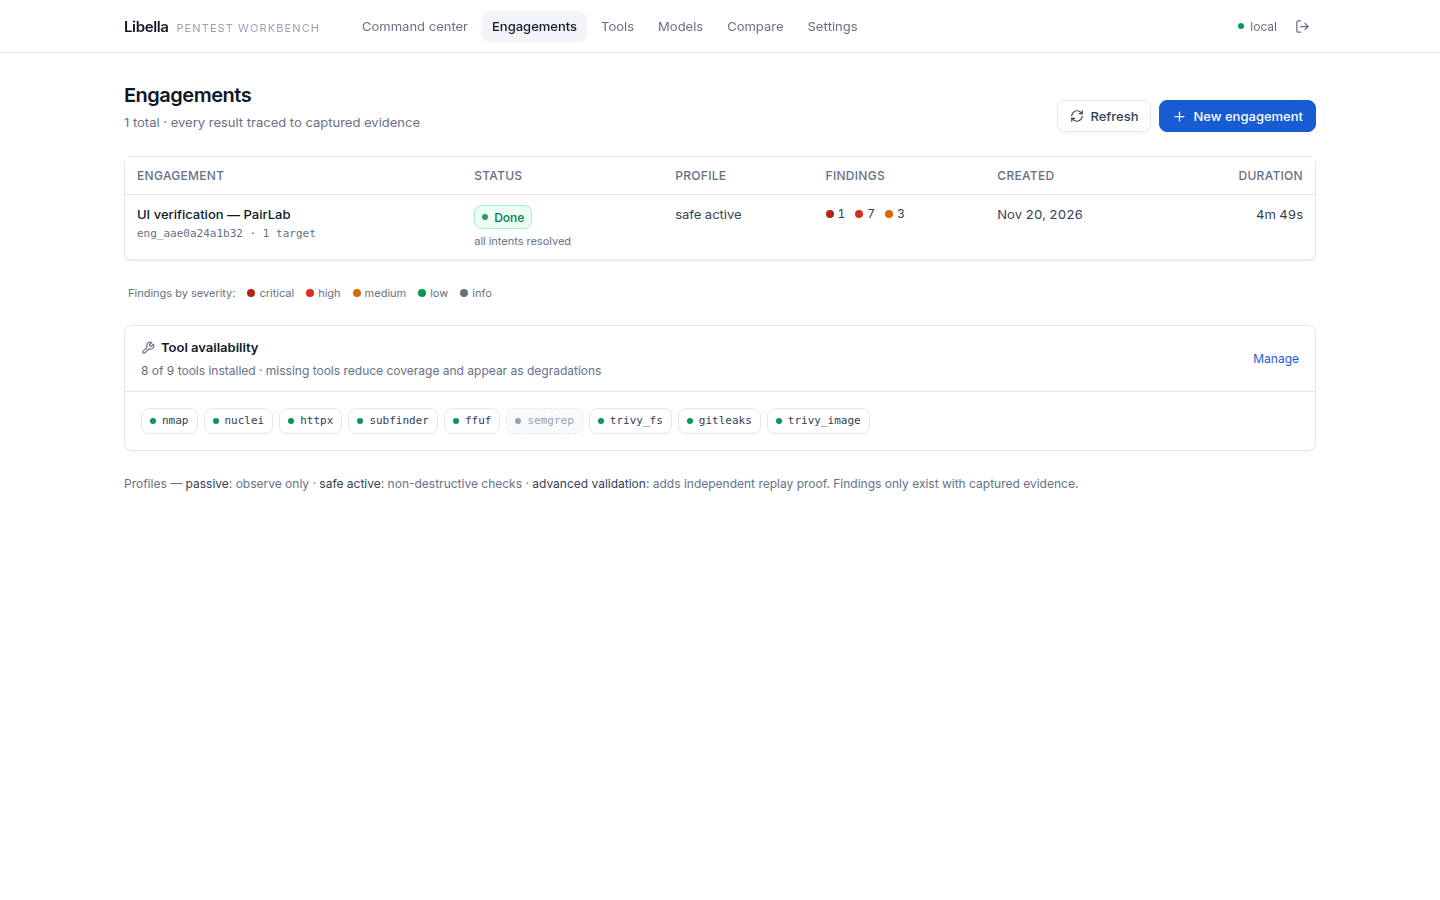 Libella PENTEST WORKBENCH Command center Engagements Tools Models Compare Settings local
Engagements
1 total · every result traced to captured evidence
Refresh New engagement
ENGAGEMENT STATUS PROFILE FINDINGS CREATED DURATION
UI verification — PairLab Done safe active 1 7 3 Nov 20, 2026 4m 49s
eng_aae0a24a1b32 · 1 target
all intents resolved
Findings by severity: critical high medium low info
Tool availability
8 of 9 tools installed · missing tools reduce coverage and appear as degradations
Manage
nmap nuclei httpx subfinder ffuf semgrep trivy_fs gitleaks trivy_image
Profiles — passive: observe only · safe active: non-destructive checks · advanced validation: adds independent replay proof. Findings only exist with captured evidence.